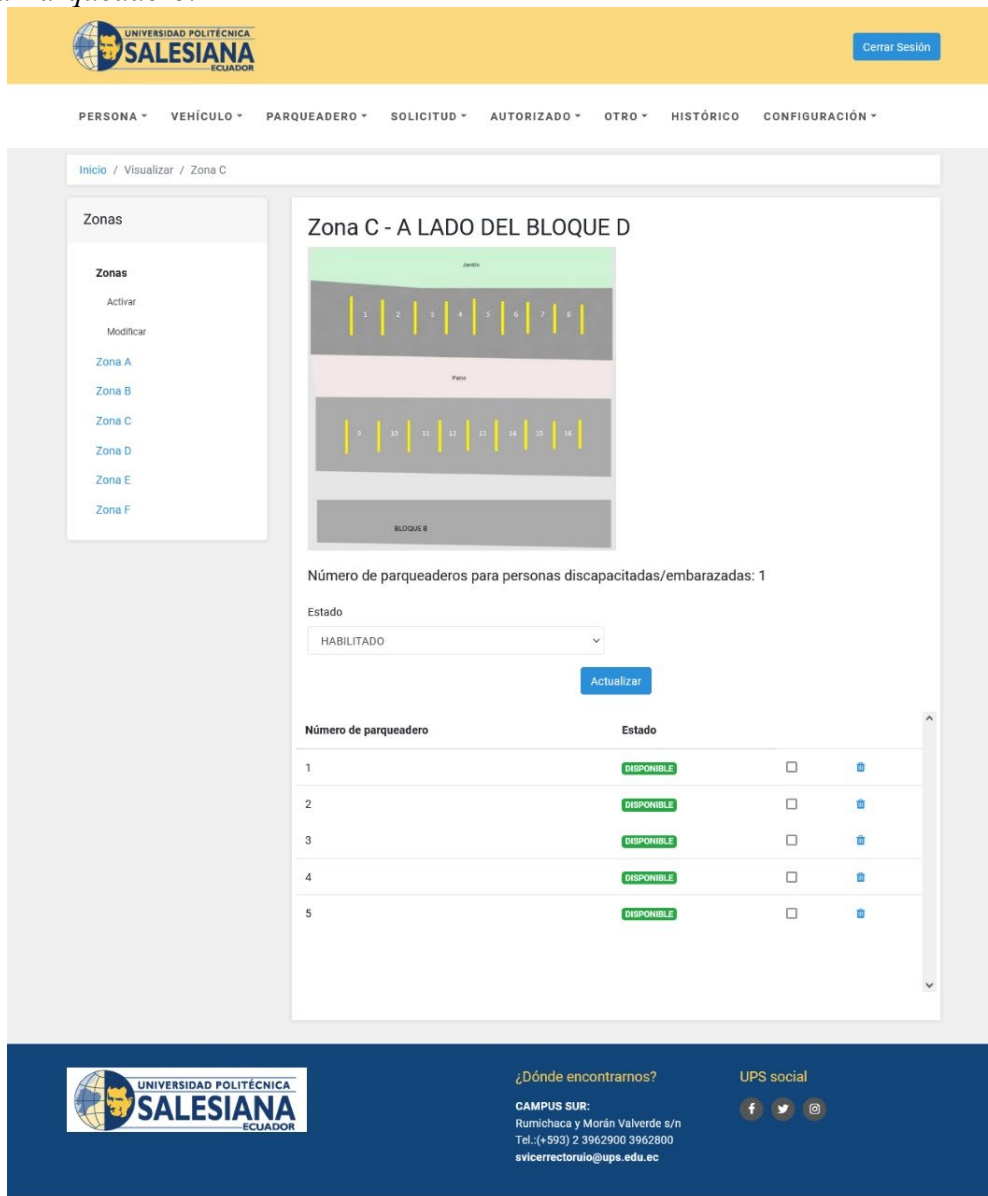 UNIVERSIDAD POLITÉCNICA
SALESIANA
ECUADOR
Cerrar Sesión
PERSONA VEHÍCULO PARQUEADERO SOLICITUD AUTORIZADO OTRO HISTÓRICO CONFIGURACIÓN
Inicio / Visualizar / Zona C
Zonas
Zonas
Activar
Modificar
Zona A
Zona B
Zona C
Zona D
Zona E
Zona F
Zona C - A LADO DEL BLOQUE D
Jardín
1 2 3 4 5 6 7 8
Patio
9 10 11 12 13 14 15 16
BLOQUE B
Número de parqueaderos para personas discapacitadas/embarazadas: 1
Estado
HABILITADO
Actualizar
Número de parqueadero Estado
1 DISPONIBLE
2 DISPONIBLE
3 DISPONIBLE
4 DISPONIBLE
5 DISPONIBLE
UNIVERSIDAD POLITÉCNICA
SALESIANA
ECUADOR
¿Dónde encontrarnos?
CAMPUS SUR:
Rumichaca y Morán Valverde s/n
Tel.:(+593) 2 3962900 3962800
svicerrectoruio@ups.edu.ec
UPS social